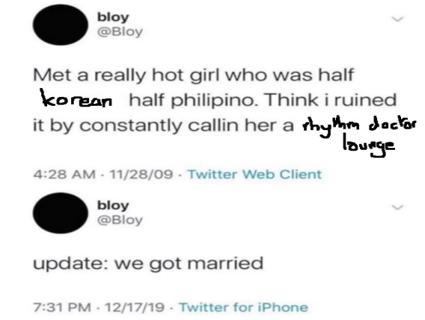 bloy
@Bloy
Met a really hot girl who was half
korean half philipino. Think i ruined
it by constantly callin her a rhythm doctor
lounge
4:28 AM · 11/28/09 · Twitter Web Client
bloy
@Bloy
update: we got married
7:31 PM · 12/17/19 · Twitter for iPhone